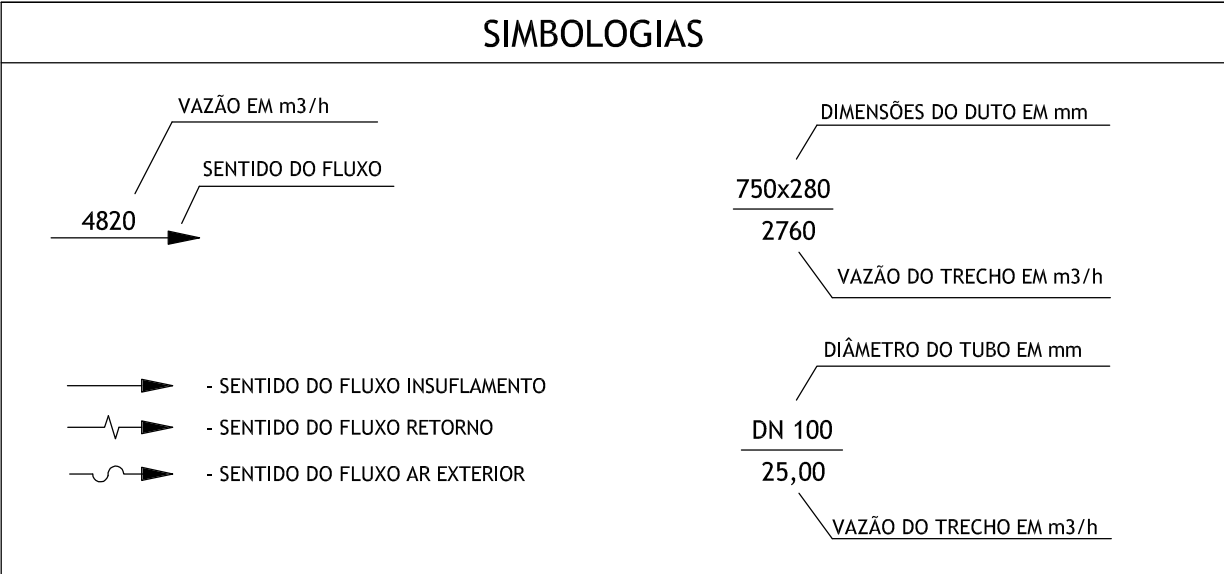 SIMBOLOGIAS
VAZÃO EM m3/h
SENTIDO DO FLUXO
4820
- SENTIDO DO FLUXO INSUFLAMENTO
- SENTIDO DO FLUXO RETORNO
- SENTIDO DO FLUXO AR EXTERIOR
DIMENSÕES DO DUTO EM mm
750x280
2760
VAZÃO DO TRECHO EM m3/h
DIÂMETRO DO TUBO EM mm
DN 100
25,00
VAZÃO DO TRECHO EM m3/h